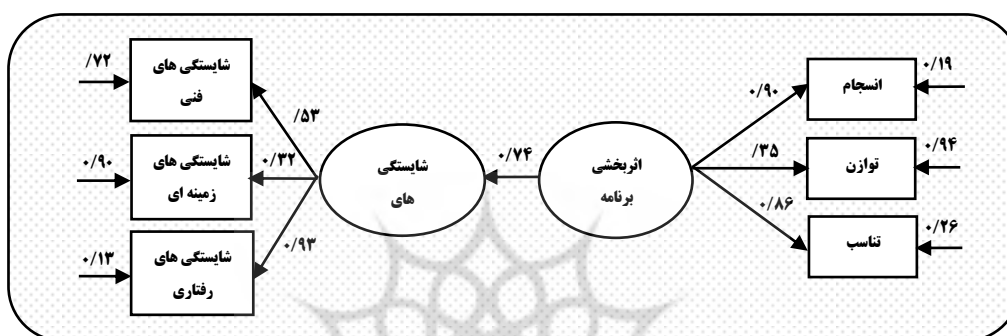 ۰/۱۹
انسجام
۰/۹۰
۰/۹۴
توازن
/۳۵
۰/۲۶
تناسب
۰/۸۶
اثربخشی
برنامه
۰/۷۴
شایستگی
های
/۵۳
۰/۳۲
۰/۹۳
شایستگی های
فنی
/۷۲
شایستگی های
زمینه ای
۰/۹۰
شایستگی های
رفتاری
۰/۱۳